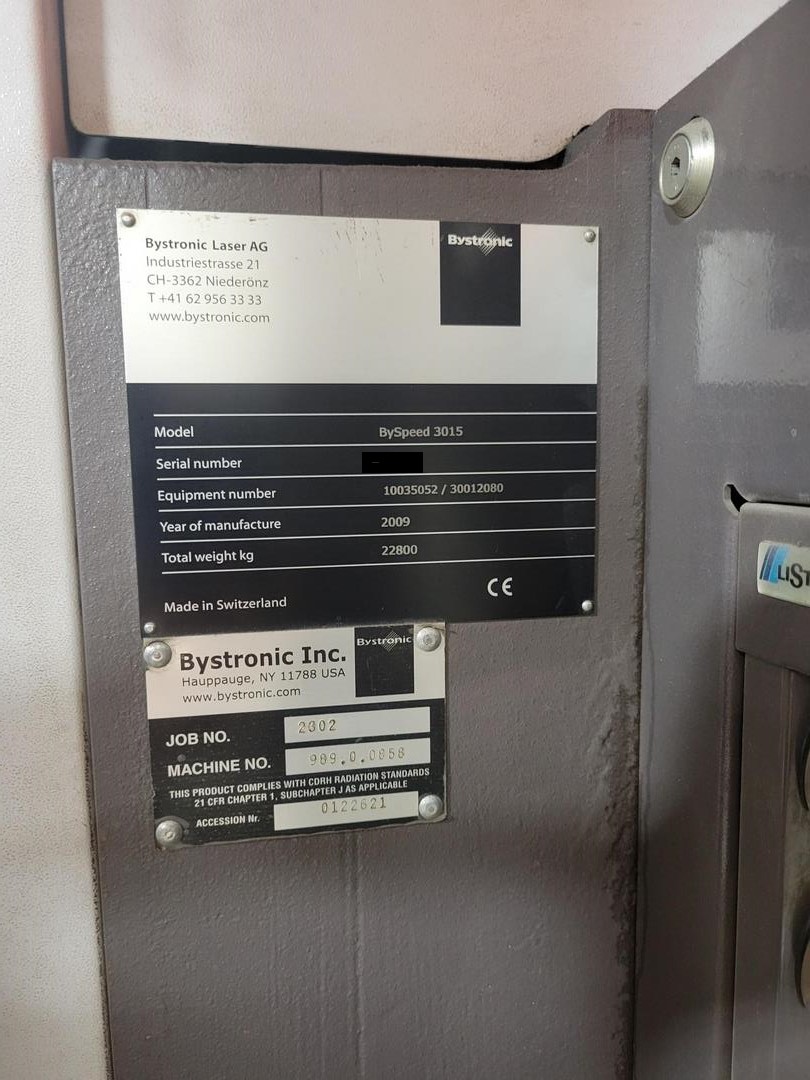 Bystronic Laser AG
Industriestrasse 21
CH-3362 Niederönz
T +41 62 956 33 33
www.bystronic.com
Bystronic
Model BySpeed 3015
Serial number
Equipment number 10035052 / 30012080
Year of manufacture 2009
Total weight kg 22800
Made in Switzerland CE
Bystronic Inc.
Hauppauge, NY 11788 USA
www.bystronic.com
Bystronic
JOB NO. 2302
MACHINE NO. 989.0.0858
THIS PRODUCT COMPLIES WITH CDRH RADIATION STANDARDS
21 CFR CHAPTER 1, SUBCHAPTER J AS APPLICABLE
ACCESSION Nr. 0122621